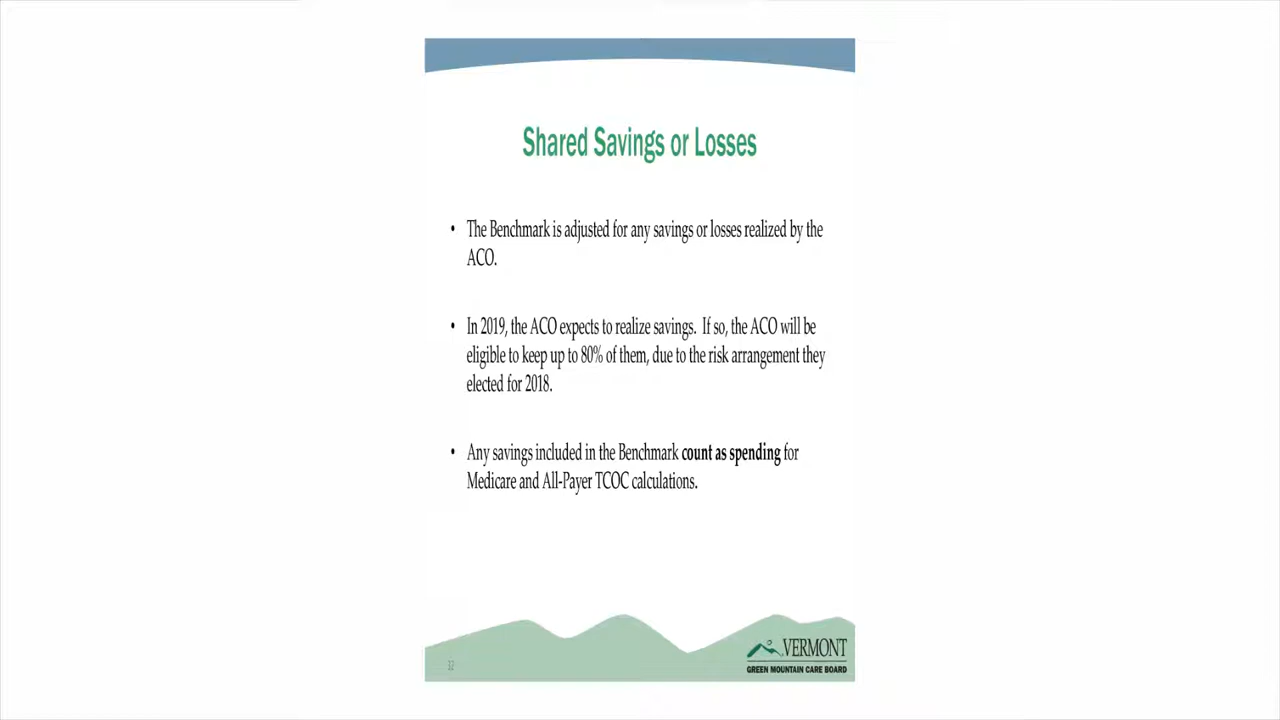 Shared Savings or Losses
• The Benchmark is adjusted for any savings or losses realized by the
ACO.
• In 2019, the ACO expects to realize savings. If so, the ACO will be
eligible to keep up to 80% of them, due to the risk arrangement they
elected for 2018.
• Any savings included in the Benchmark count as spending for
Medicare and All-Payer TCOC calculations.
VERMONT
GREEN MOUNTAIN CARE BOARD